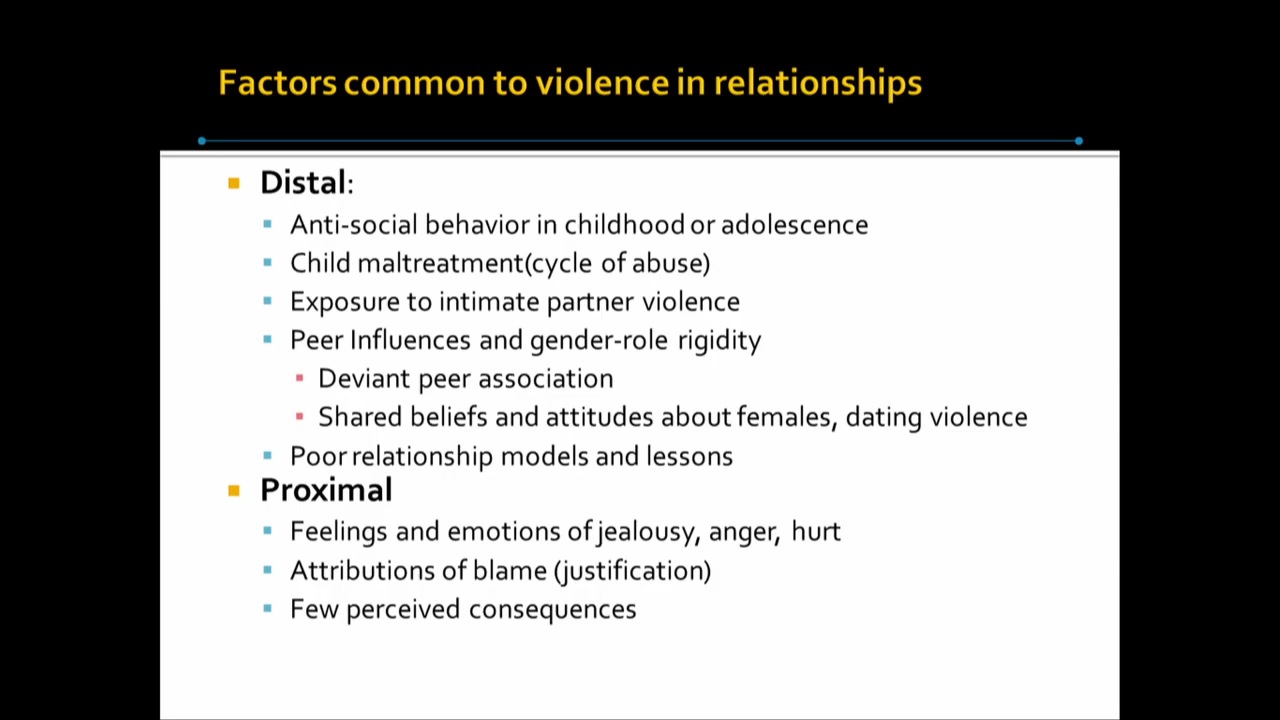 Factors common to violence in relationships
Distal:
Anti-social behavior in childhood or adolescence
Child maltreatment(cycle of abuse)
Exposure to intimate partner violence
Peer Influences and gender-role rigidity
Deviant peer association
Shared beliefs and attitudes about females, dating violence
Poor relationship models and lessons
Proximal
Feelings and emotions of jealousy, anger, hurt
Attributions of blame (justification)
Few perceived consequences